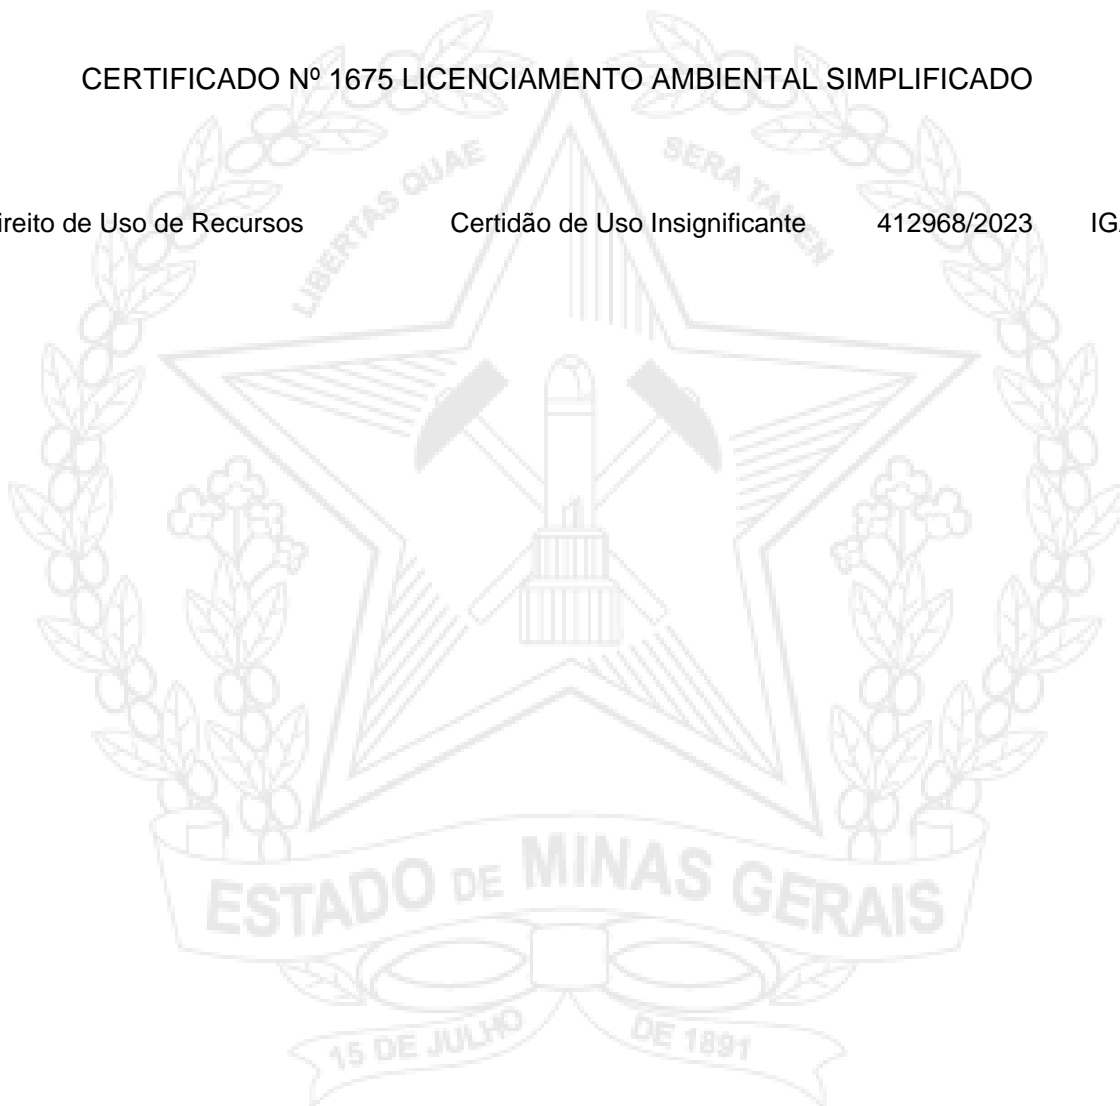 CERTIFICADO Nº 1675 LICENCIAMENTO AMBIENTAL SIMPLIFICADO
LIBERTAS QUAE SERA TAMEN
ireito de Uso de Recursos Certidão de Uso Insignificante 412968/2023 IG
ESTADO DE MINAS GERAIS
15 DE JULHO DE 1891